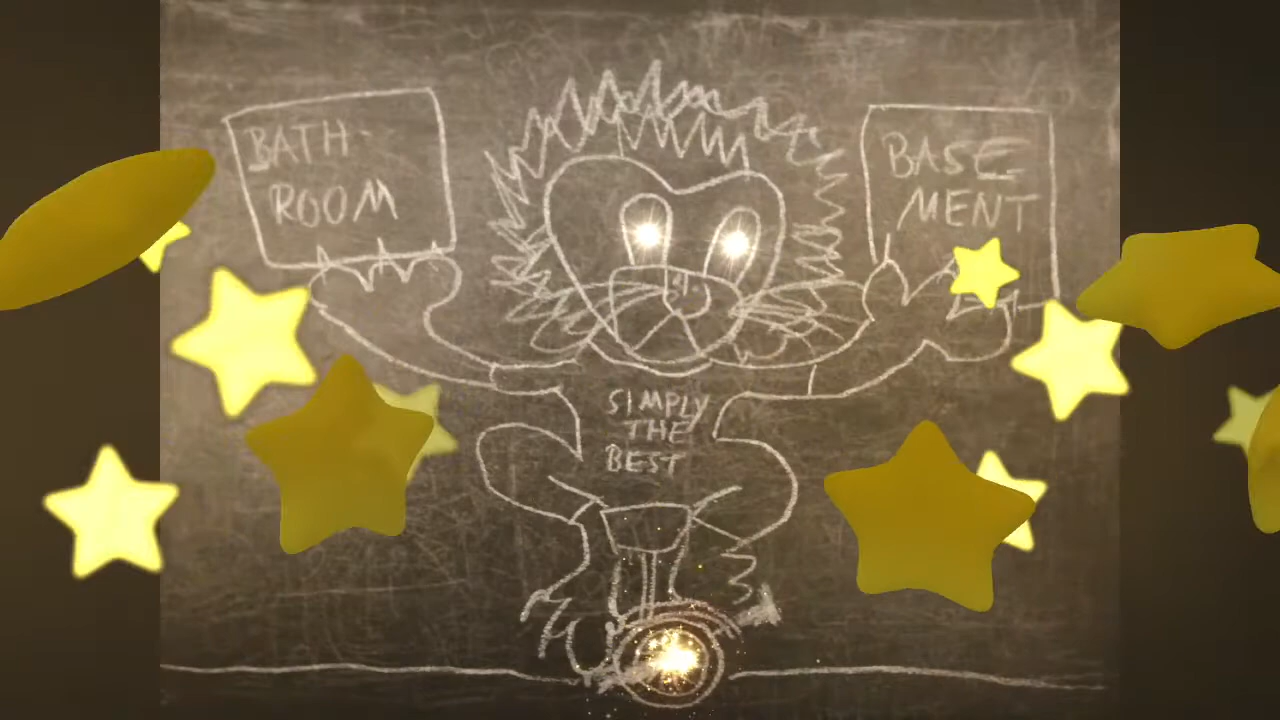 BATH-
ROOM
BASE-
MENT
SIMPLY
THE
BEST